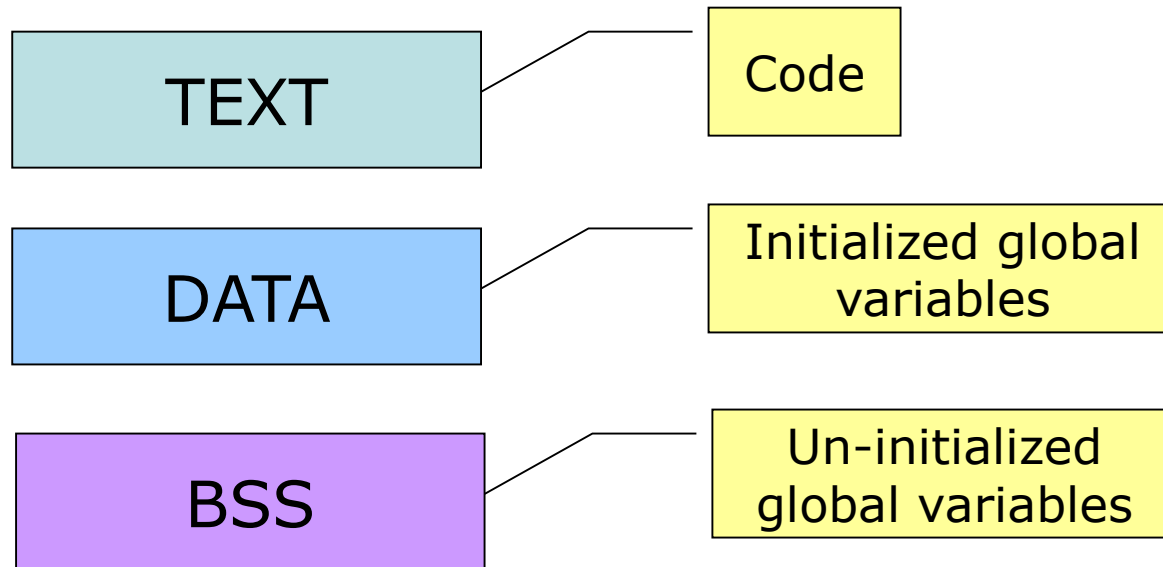 TEXT
Code
DATA
Initialized global
variables
BSS
Un-initialized
global variables